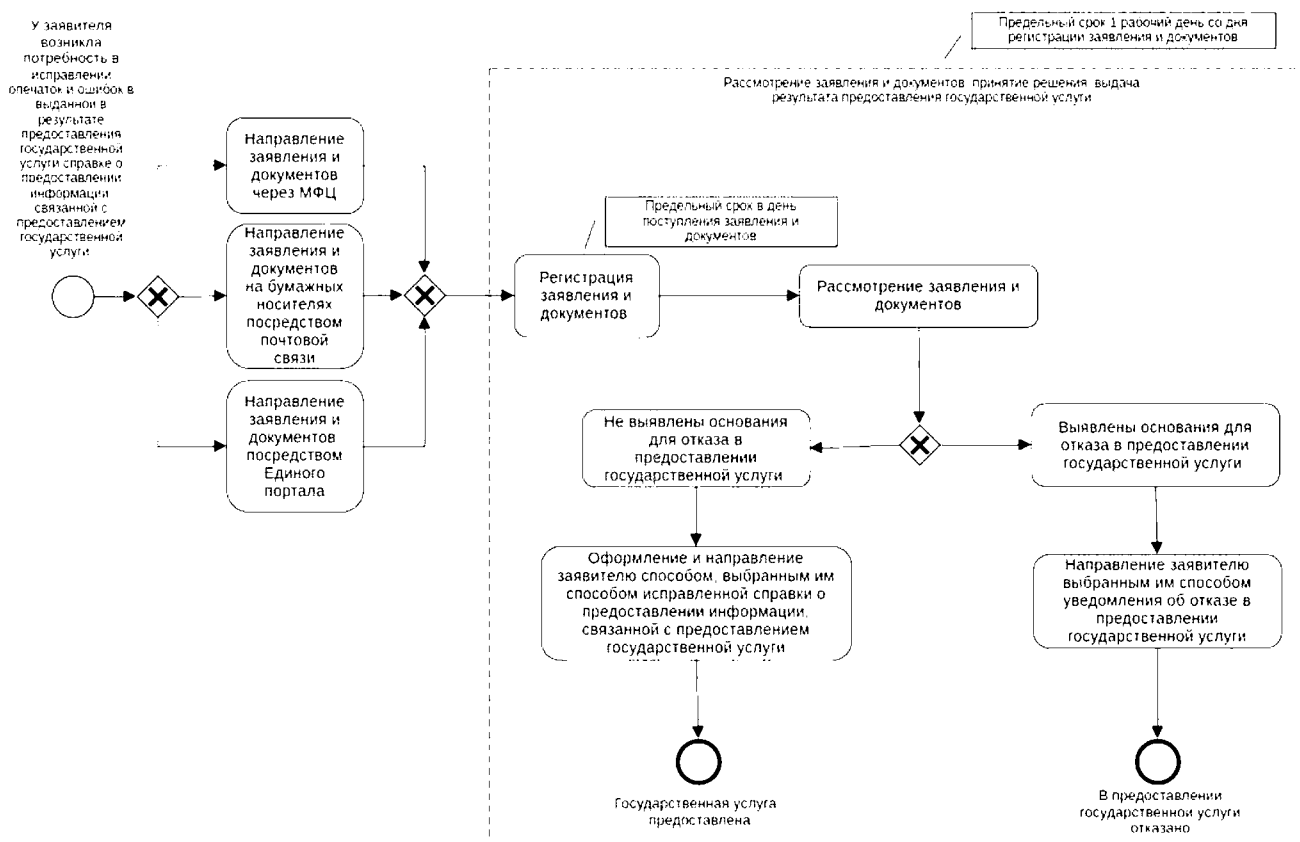 У заявителя
возникла
потребность в
исправлении
опечаток и ошибок в
выданной в
результате
предоставления
государственной
услуги справке о
предоставлении
информации
связанной с
предоставлением
государственной
услуги
Предельный срок 1 рабочий день со дня
регистрации заявления и документов
Рассмотрение заявления и документов принятие решения выдача
результата предоставления государственной услуги
Направление
заявления и
документов
через МФЦ
Направление
заявления и
документов
на бумажных
носителях
посредством
почтовой
связи
Направление
заявления и
документов
посредством
Единого
портала
Предельный срок в день
поступления заявления и
документов
Регистрация
заявления и
документов
Рассмотрение заявления и
документов
Не выявлены основания
для отказа в
предоставлении
государственной услуги
Выявлены основания для
отказа в предоставлении
государственной услуги
Оформление и направление
заявителю способом, выбранным им
способом исправленной справки о
предоставлении информации,
связанной с предоставлением
государственной услуги
Направление заявителю
выбранным им способом
уведомления об отказе в
предоставлении
государственной услуги
Государственная услуга
предоставлена
В предоставлении
государственной услуги
отказано